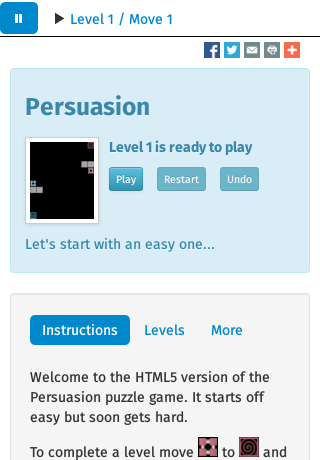 Level 1 / Move 1
Persuasion
Level 1 is ready to play
Play Restart Undo
Let's start with an easy one...
Instructions Levels More
Welcome to the HTML5 version of the
Persuasion puzzle game. It starts off
easy but soon gets hard.
To complete a level move to and